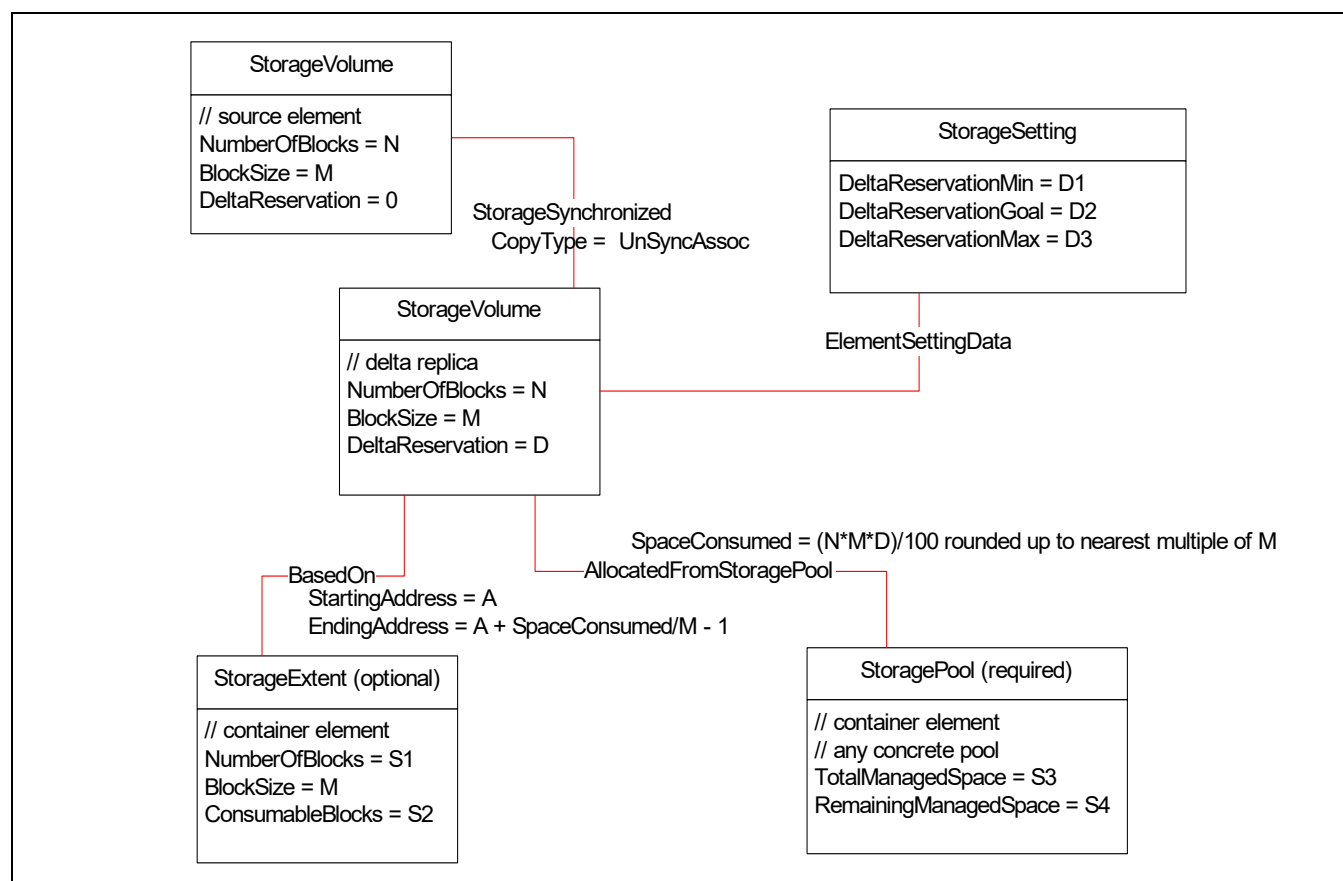 StorageVolume
// source element
NumberOfBlocks = N
BlockSize = M
DeltaReservation = 0
StorageSetting
DeltaReservationMin = D1
DeltaReservationGoal = D2
DeltaReservationMax = D3
StorageSynchronized
CopyType = UnSyncAssoc
StorageVolume
// delta replica
NumberOfBlocks = N
BlockSize = M
DeltaReservation = D
ElementSettingData
SpaceConsumed = (N*M*D)/100 rounded up to nearest multiple of M
AllocatedFromStoragePool
BasedOn
StartingAddress = A
EndingAddress = A + SpaceConsumed/M - 1
StorageExtent (optional)
// container element
NumberOfBlocks = S1
BlockSize = M
ConsumableBlocks = S2
StoragePool (required)
// container element
// any concrete pool
TotalManagedSpace = S3
RemainingManagedSpace = S4